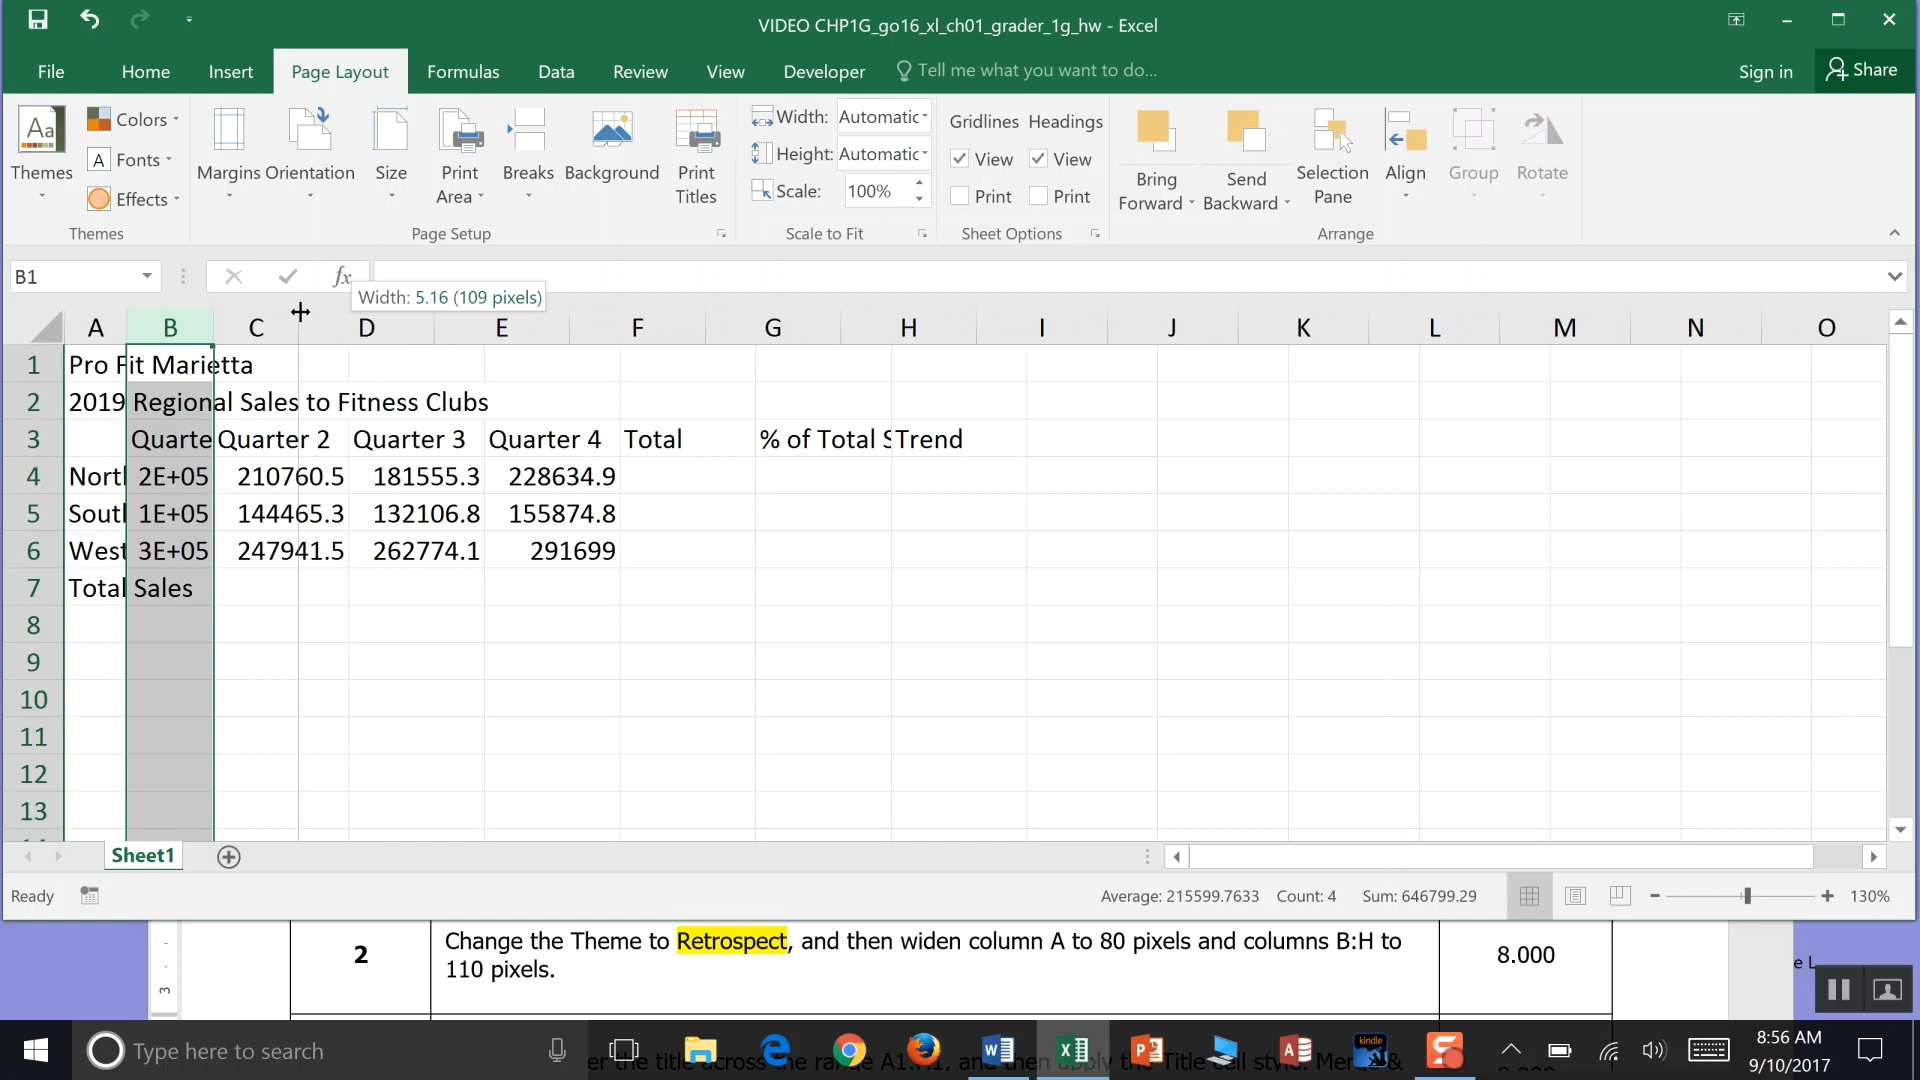 VIDEO CHP1G_go16_xl_ch01_grader_1g_hw - Excel
File Home Insert Page Layout Formulas Data Review View Developer Tell me what you want to do... Sign in Share
Aa Themes
A
Colors
Fonts
Effects
Themes
Margins Orientation Size Print Area Breaks Background Print Titles
Page Setup
Width: Automatic
Height: Automatic
Scale: 100%
Scale to Fit
Gridlines Headings
View View
Print Print
Sheet Options
Bring Forward Send Backward Selection Pane Align Group Rotate
Arrange
B1 fx
Width: 5.16 (109 pixels)
A B C D E F G H I J K L M N O
1 Pro Fit Marietta
2 2019 Regional Sales to Fitness Clubs
3 Quarte Quarter 2 Quarter 3 Quarter 4 Total % of Total S Trend
4 North 2E+05 210760.5 181555.3 228634.9
5 South 1E+05 144465.3 132106.8 155874.8
6 West 3E+05 247941.5 262774.1 291699
7 Total Sales
8
9
10
11
12
13
Sheet1
Ready Average: 215599.7633 Count: 4 Sum: 646799.29 130%
3
2 Change the Theme to Retrospect, and then widen column A to 80 pixels and columns B:H to 8.000
110 pixels.
e L
Type here to search
kindle
8:56 AM
9/10/2017